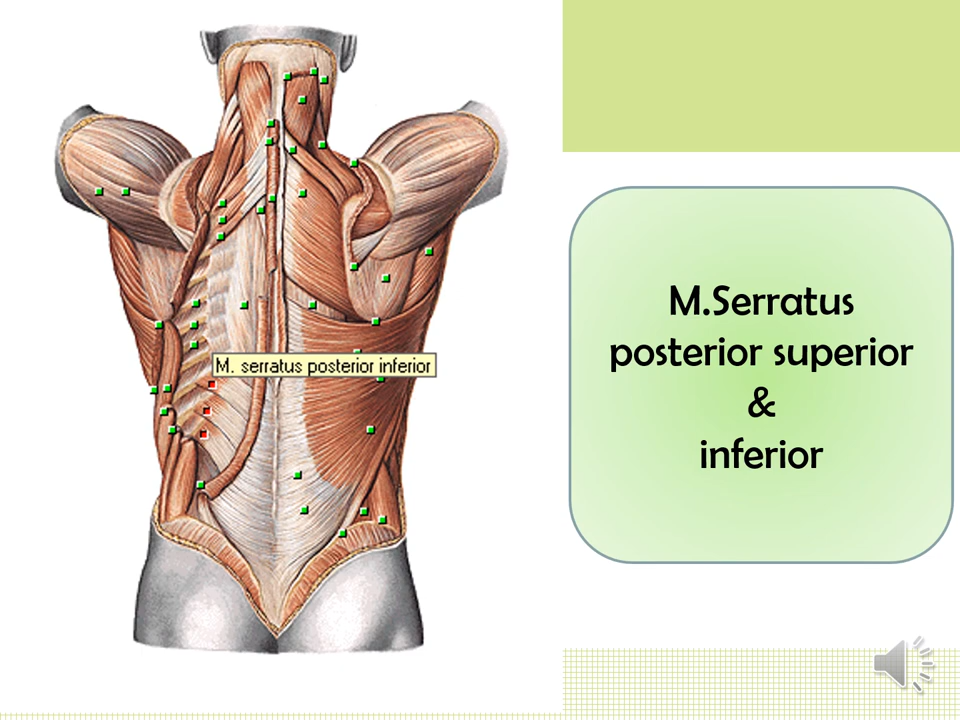 M. serratus posterior inferior
M.Serratus
posterior superior
&
inferior